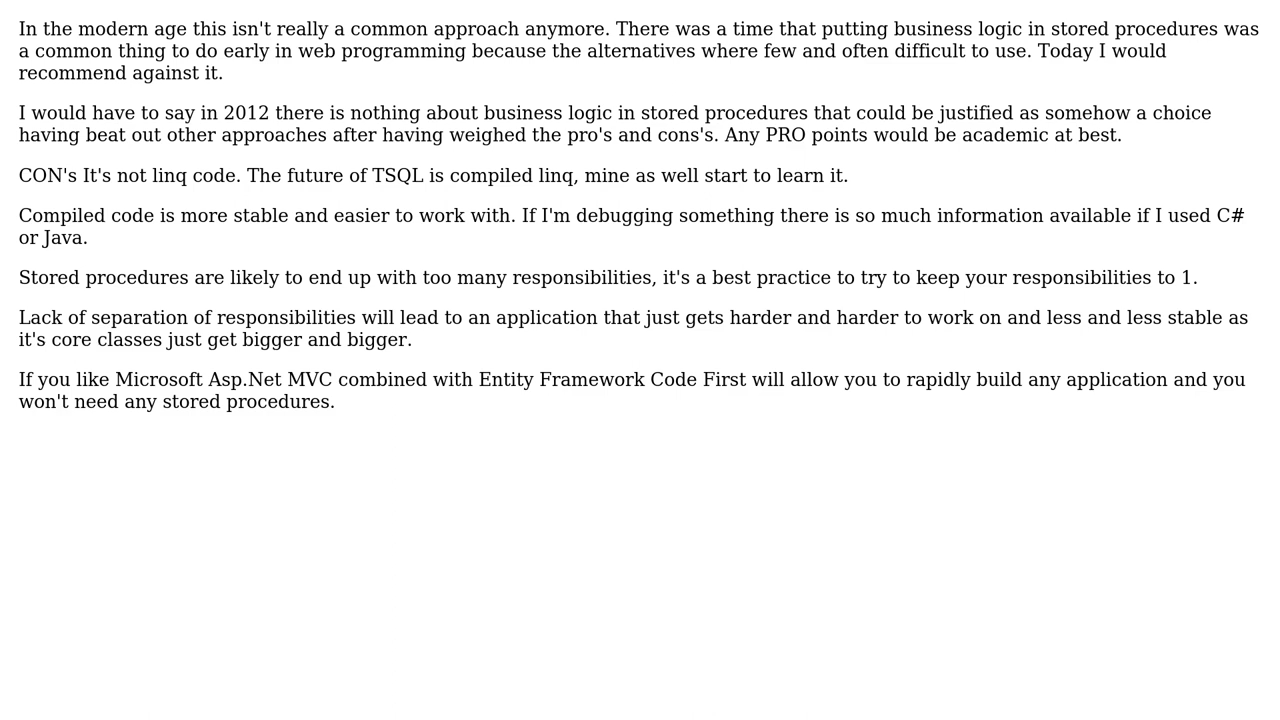 In the modern age this isn't really a common approach anymore. There was a time that putting business logic in stored procedures was
a common thing to do early in web programming because the alternatives where few and often difficult to use. Today I would
recommend against it.
I would have to say in 2012 there is nothing about business logic in stored procedures that could be justified as somehow a choice
having beat out other approaches after having weighed the pro's and cons's. Any PRO points would be academic at best.
CON's It's not linq code. The future of TSQL is compiled linq, mine as well start to learn it.
Compiled code is more stable and easier to work with. If I'm debugging something there is so much information available if I used C#
or Java.
Stored procedures are likely to end up with too many responsibilities, it's a best practice to try to keep your responsibilities to 1.
Lack of separation of responsibilities will lead to an application that just gets harder and harder to work on and less and less stable as
it's core classes just get bigger and bigger.
If you like Microsoft Asp.Net MVC combined with Entity Framework Code First will allow you to rapidly build any application and you
won't need any stored procedures.